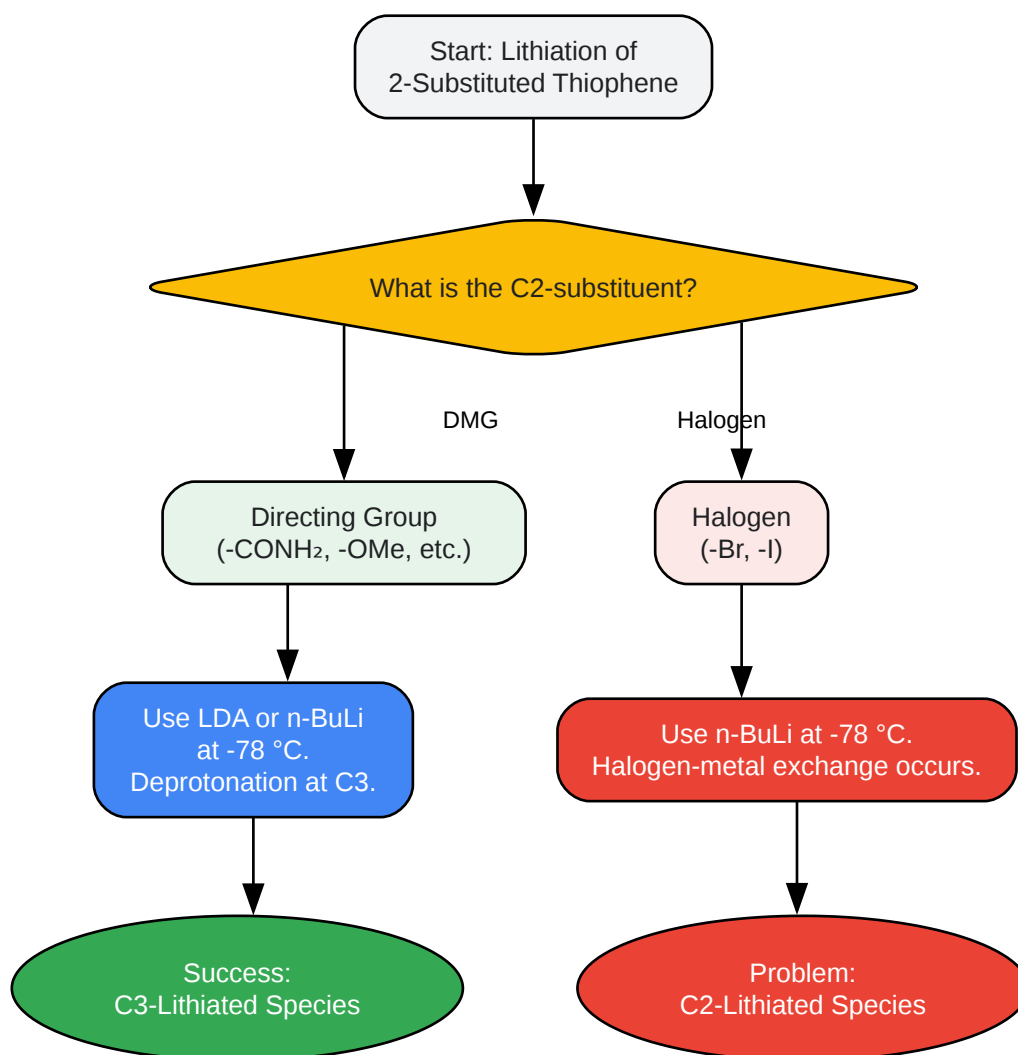 Start: Lithiation of
2-Substituted Thiophene
What is the C2-substituent?
DMG
Halogen
Directing Group
(-CONH₂, -OMe, etc.)
Halogen
(-Br, -I)
Use LDA or n-BuLi
at -78 °C.
Deprotonation at C3.
Use n-BuLi at -78 °C.
Halogen-metal exchange occurs.
Success:
C3-Lithiated Species
Problem:
C2-Lithiated Species